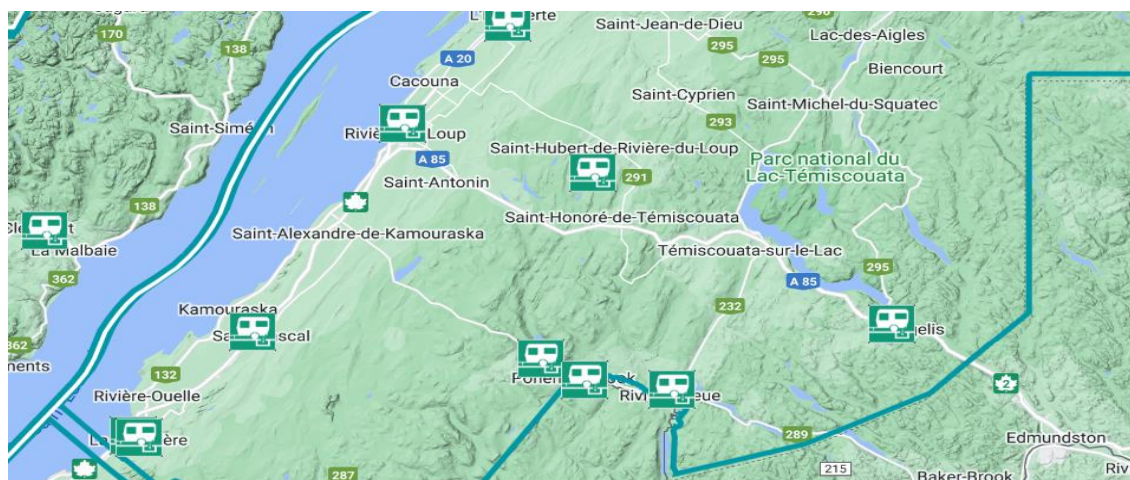 170
138
A 20
Cacouna
Saint-Jean-de-Dieu
295
295
Lac-des-Aigles
Biencourt
Saint-Cyprien
Saint-Michel-du-Squatec
293
Saint-Hubert-de-Rivière-du-Loup
291
Parc national du
Lac-Témiscouata
Loup
A 85
Saint-Antonin
138
La Malbaie
362
Saint-Alexandre-de-Kamouraska
Saint-Honoré-de-Témiscouata
Témiscouata-sur-le-Lac
295
A 85
232
Kamouraska
362
132
Rivière-Ouelle
2
289
Edmundston
287
215
Baker-Brook